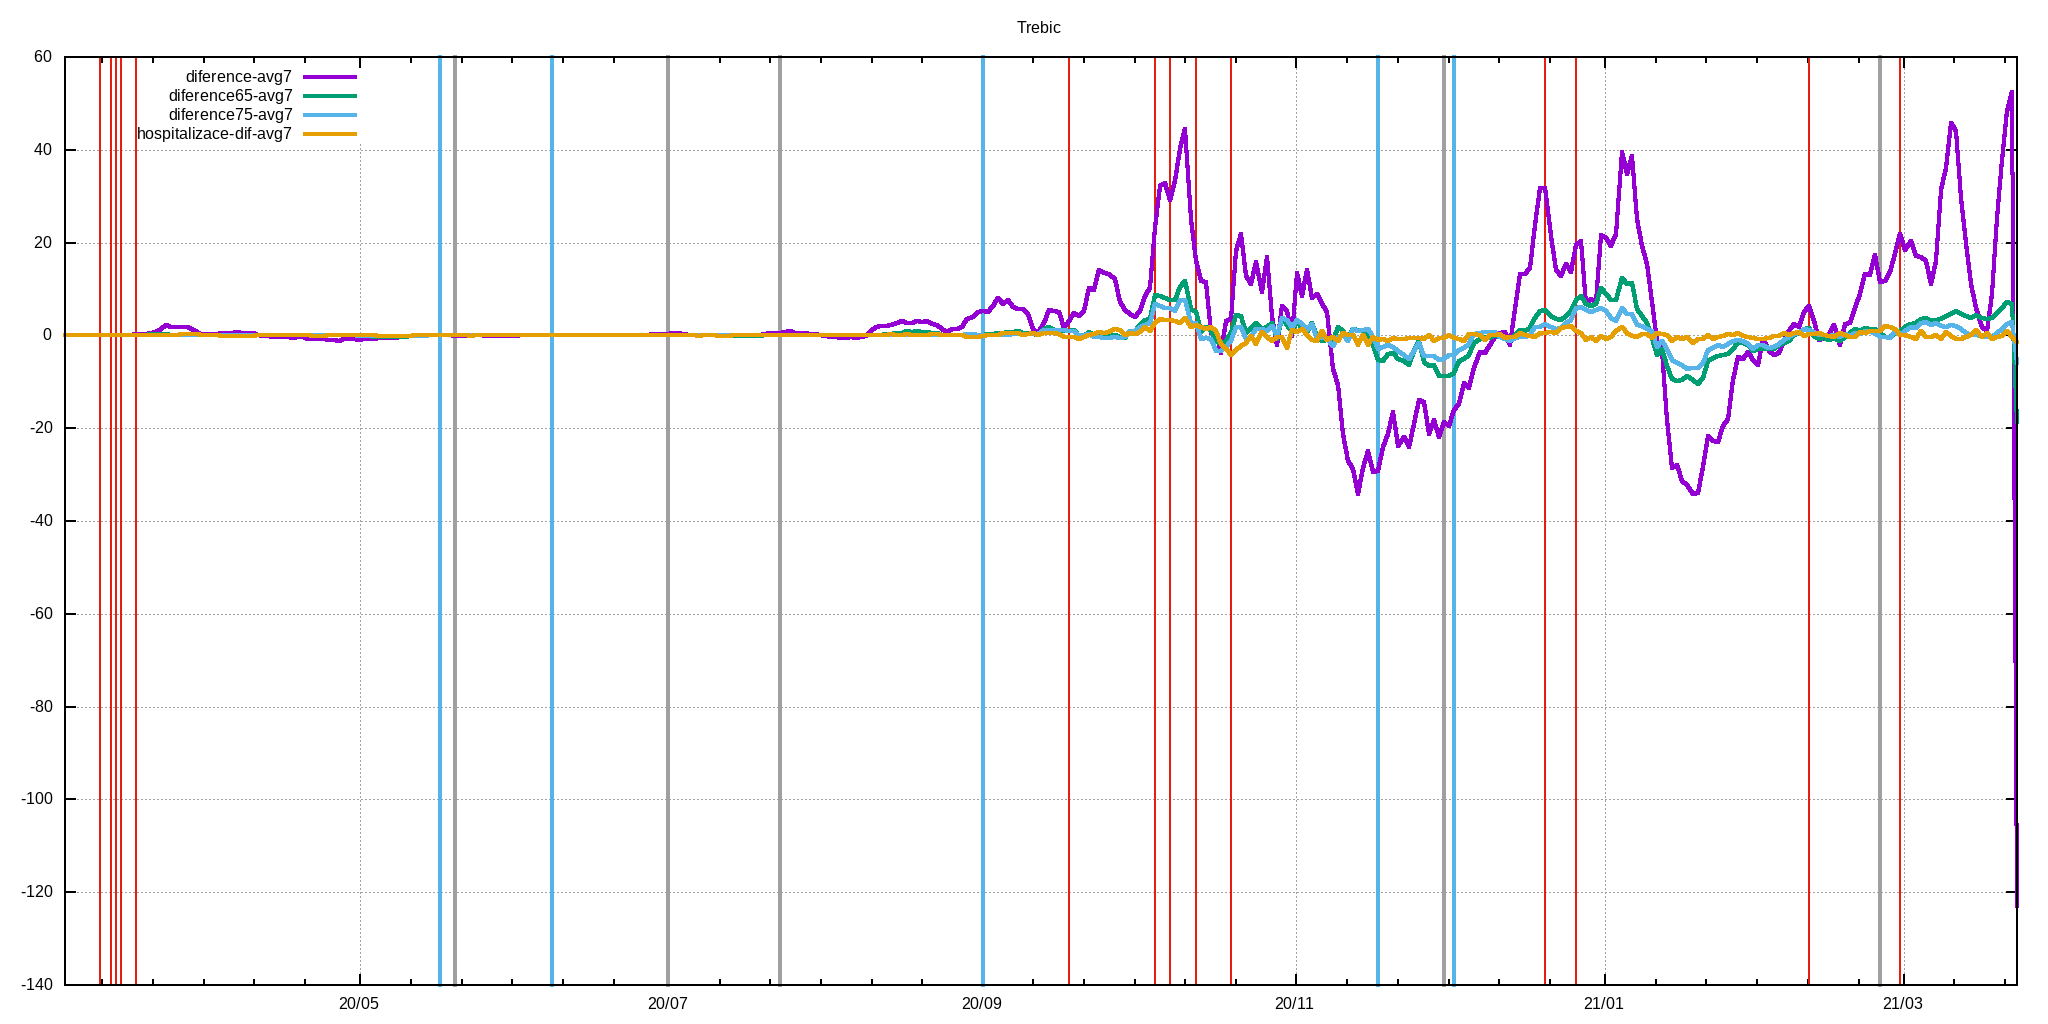 Trebic
diference-avg7
diference65-avg7
diference75-avg7
hospitalizace-dif-avg7
60
40
20
0
-20
-40
-60
-80
-100
-120
-140
20/05 20/07 20/09 20/11 21/01 21/03